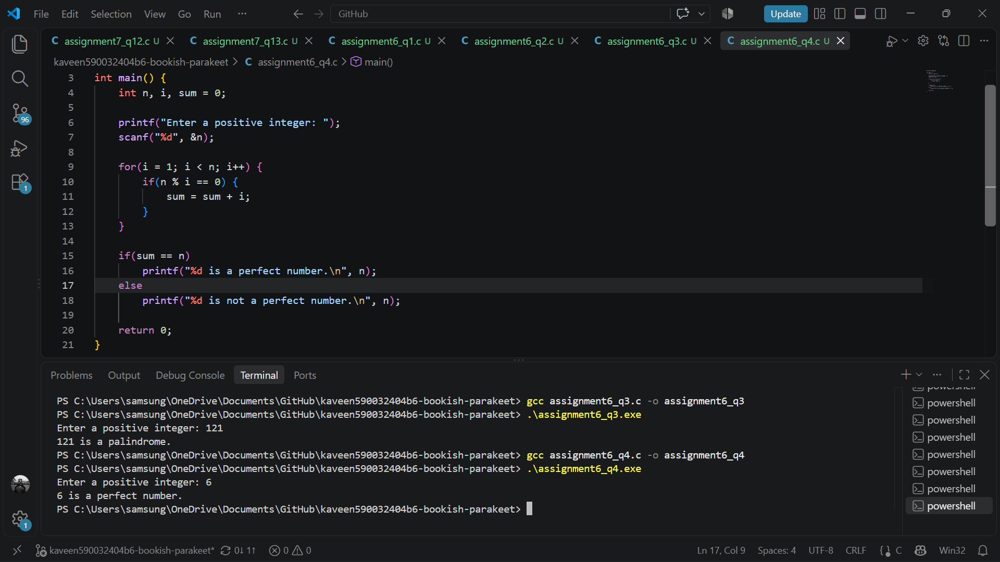 File Edit Selection View Go Run ··· GitHub Update
C assignment7_q12.c U C assignment7_q13.c U C assignment6_q1.c U C assignment6_q2.c U C assignment6_q3.c U C assignment6_q4.c U
kaveen590032404b6-bookish-parakeet > C assignment6_q4.c > main()
3 int main() {
4 int n, i, sum = 0;
5
6 printf("Enter a positive integer: ");
7 scanf("%d", &n);
8
9 for(i = 1; i < n; i++) {
10 if(n % i == 0) {
11 sum = sum + i;
12 }
13 }
14
15 if(sum == n)
16 printf("%d is a perfect number.\n", n);
17 else
18 printf("%d is not a perfect number.\n", n);
19
20 return 0;
21 }
96
1
1
Problems Output Debug Console Terminal Ports
PS C:\Users\samsung\OneDrive\Documents\GitHub\kaveen590032404b6-bookish-parakeet> gcc assignment6_q3.c -o assignment6_q3
PS C:\Users\samsung\OneDrive\Documents\GitHub\kaveen590032404b6-bookish-parakeet> .\assignment6_q3.exe
Enter a positive integer: 121
121 is a palindrome.
PS C:\Users\samsung\OneDrive\Documents\GitHub\kaveen590032404b6-bookish-parakeet> gcc assignment6_q4.c -o assignment6_q4
PS C:\Users\samsung\OneDrive\Documents\GitHub\kaveen590032404b6-bookish-parakeet> .\assignment6_q4.exe
Enter a positive integer: 6
6 is a perfect number.
PS C:\Users\samsung\OneDrive\Documents\GitHub\kaveen590032404b6-bookish-parakeet>
powershell
powershell
powershell
powershell
powershell
powershell
powershell
powershell
kaveen590032404b6-bookish-parakeet* 0↓ 1↑ 0 0 Ln 17, Col 9 Spaces: 4 UTF-8 CRLF { } C Win32